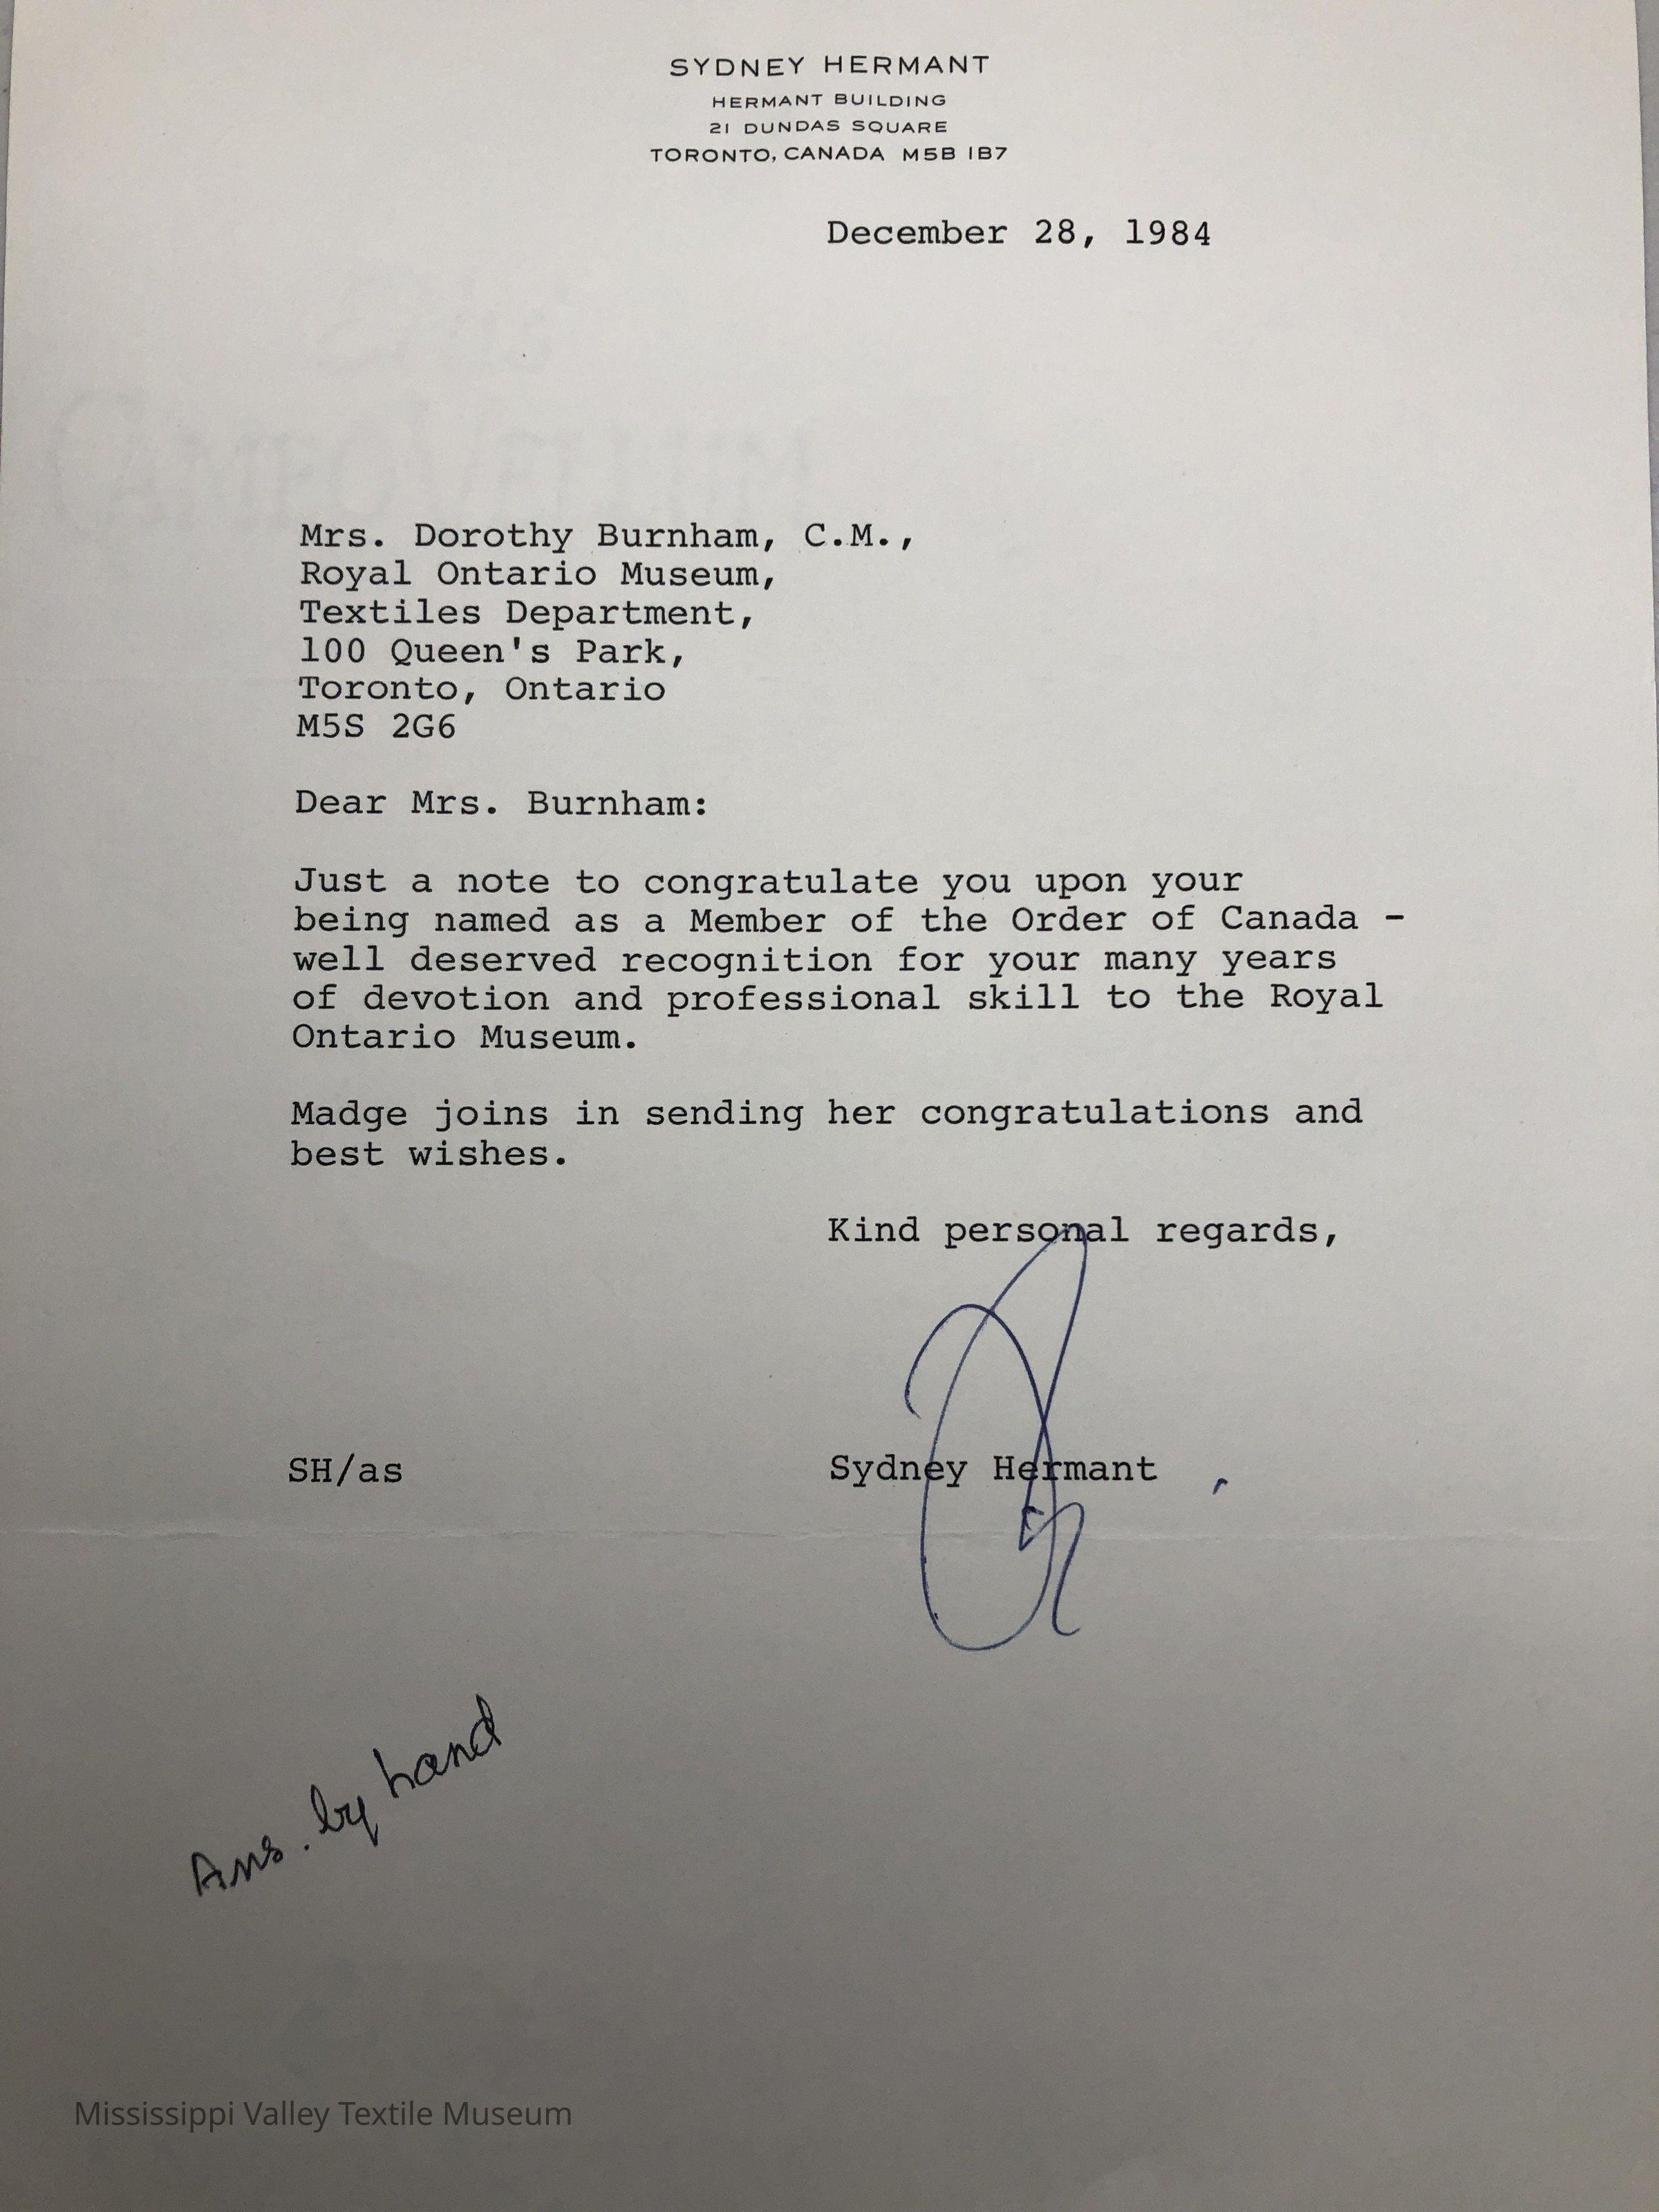 SYDNEY HERMANT
HERMANT BUILDING
21 DUNDAS SQUARE
TORONTO, CANADA M5B 1B7
December 28, 1984
Mrs. Dorothy Burnham, C.M.,
Royal Ontario Museum,
Textiles Department,
100 Queen's Park,
Toronto, Ontario
M5S 2G6
Dear Mrs. Burnham:
Just a note to congratulate you upon your
being named as a Member of the Order of Canada -
well deserved recognition for your many years
of devotion and professional skill to the Royal
Ontario Museum.
Madge joins in sending her congratulations and
best wishes.
Kind personal regards,
SH/as Sydney Hermant
Ans. by hand
Mississippi Valley Textile Museum